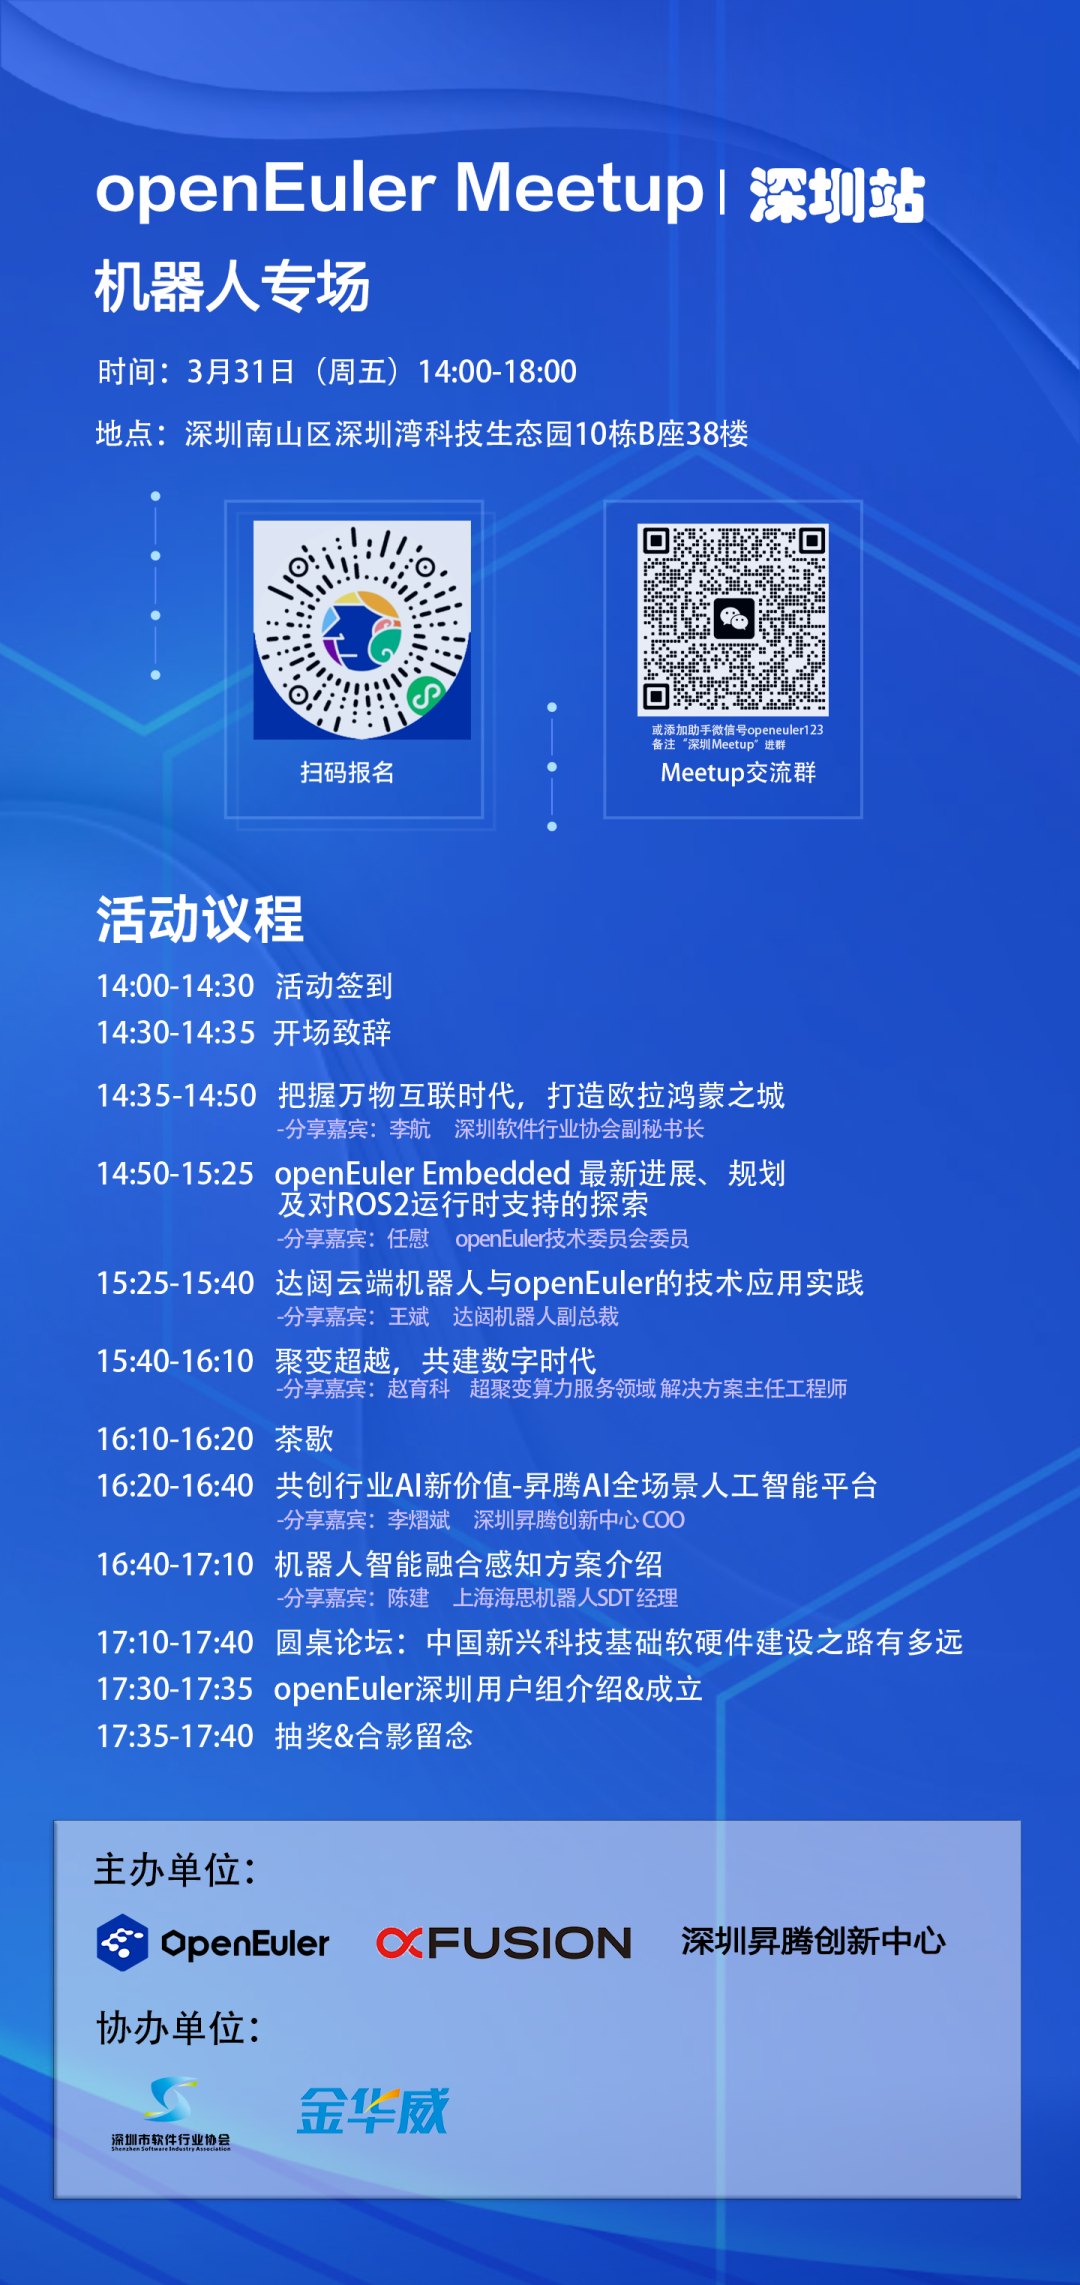 openEuler Meetup | 深圳站
机器人专场
时间：3月31日（周五）14:00-18:00
地点：深圳南山区深圳湾科技生态园10栋B座38楼
或添加助手微信号openeuler123
备注“深圳Meetup”进群
扫码报名
Meetup交流群
活动议程
14:00-14:30 活动签到
14:30-14:35 开场致辞
14:35-14:50 把握万物互联时代，打造欧拉鸿蒙之城
-分享嘉宾：李航 深圳软件行业协会副秘书长
14:50-15:25 openEuler Embedded 最新进展、规划
及对ROS2运行时支持的探索
-分享嘉宾：任慰 openEuler技术委员会委员
15:25-15:40 达闼云端机器人与openEuler的技术应用实践
-分享嘉宾：王斌 达闼机器人副总裁
15:40-16:10 聚变超越，共建数字时代
-分享嘉宾：赵育科 超聚变算力服务领域 解决方案主任工程师
16:10-16:20 茶歇
16:20-16:40 共创行业AI新价值-昇腾AI全场景人工智能平台
-分享嘉宾：李熠斌 深圳昇腾创新中心 COO
16:40-17:10 机器人智能融合感知方案介绍
-分享嘉宾：陈建 上海海思机器人SDT 经理
17:10-17:40 圆桌论坛：中国新兴科技基础软硬件建设之路有多远
17:30-17:35 openEuler深圳用户组介绍&成立
17:35-17:40 抽奖&合影留念
主办单位：
OpenEuler
XFUSION
深圳昇腾创新中心
协办单位：
深圳市软件行业协会
Shenzhen Software Industry Association
金华威